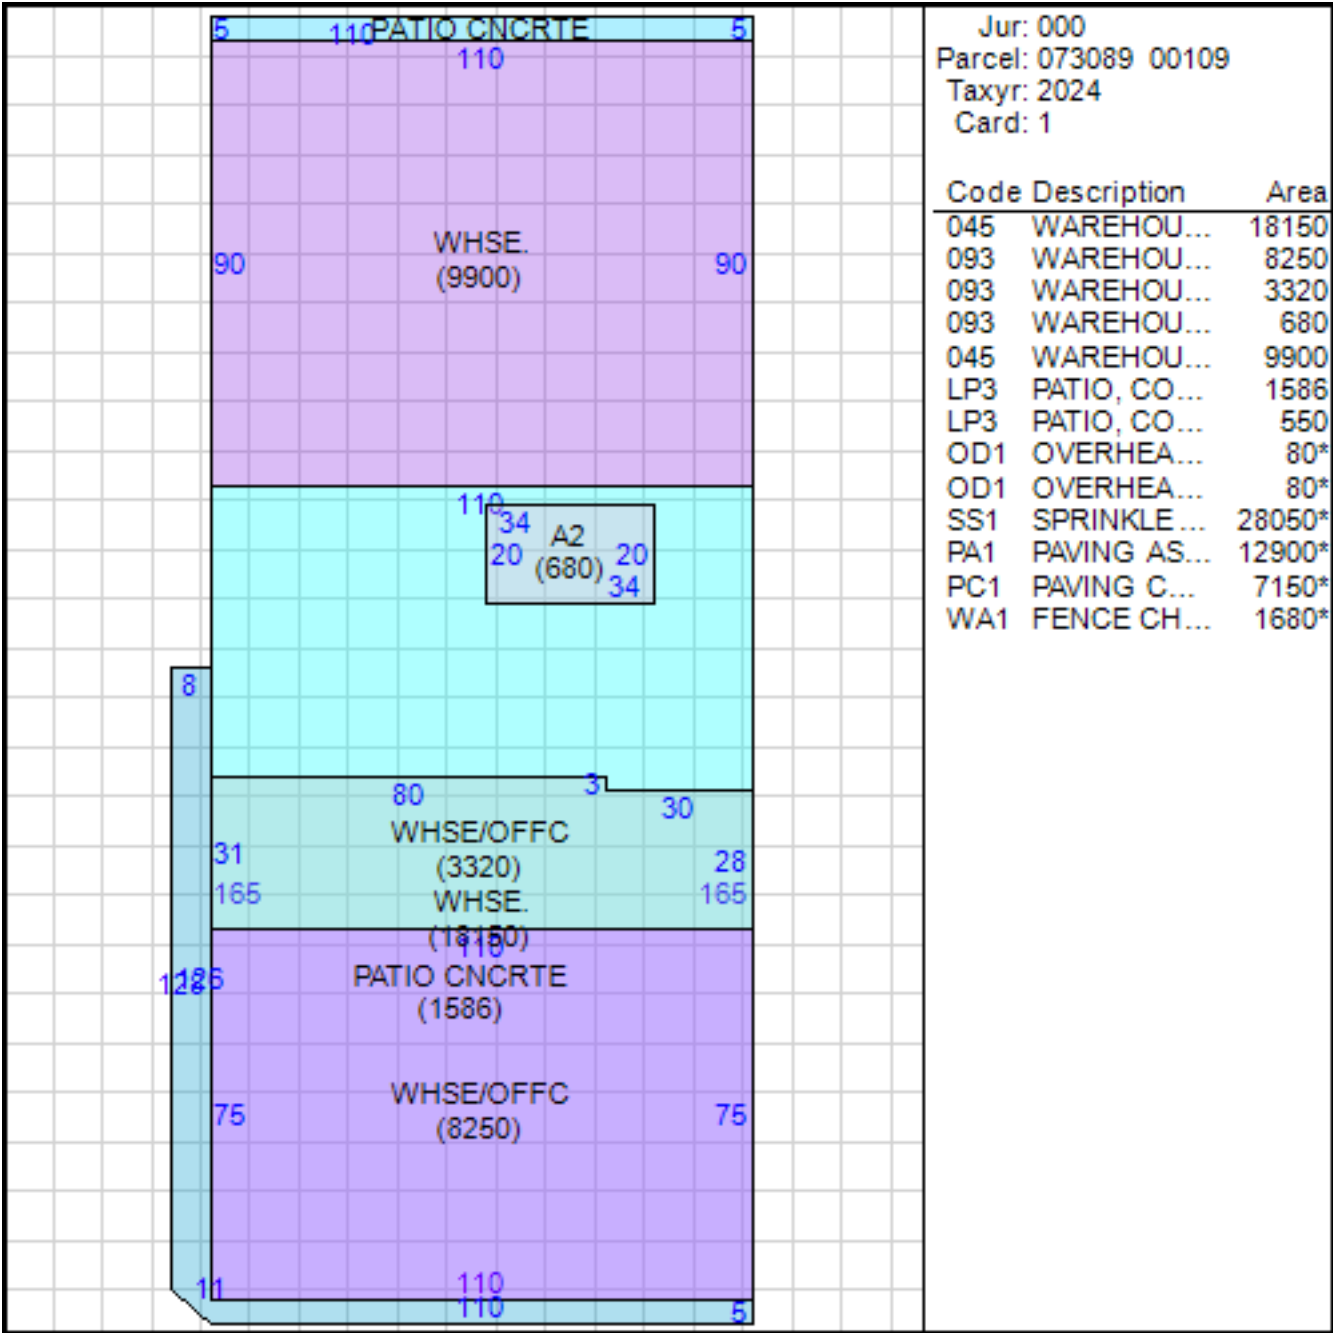 5 110 PATIO CNCRTE 5
110
WHSE.
90 (9900) 90
110
34
A2
20 (680) 20
34
8
80 3 30
WHSE/OFFC
31 (3320) 28
165 WHSE. 165
(18150)
110
126 126 PATIO CNCRTE
(1586)
WHSE/OFFC
75 (8250) 75
11 110
110 5
Jur: 000
Parcel: 073089 00109
Taxyr: 2024
Card: 1
Code Description Area
045 WAREHOU... 18150
093 WAREHOU... 8250
093 WAREHOU... 3320
093 WAREHOU... 680
045 WAREHOU... 9900
LP3 PATIO, CO... 1586
LP3 PATIO, CO... 550
OD1 OVERHEA... 80*
OD1 OVERHEA... 80*
SS1 SPRINKLE ... 28050*
PA1 PAVING AS... 12900*
PC1 PAVING C... 7150*
WA1 FENCE CH... 1680*